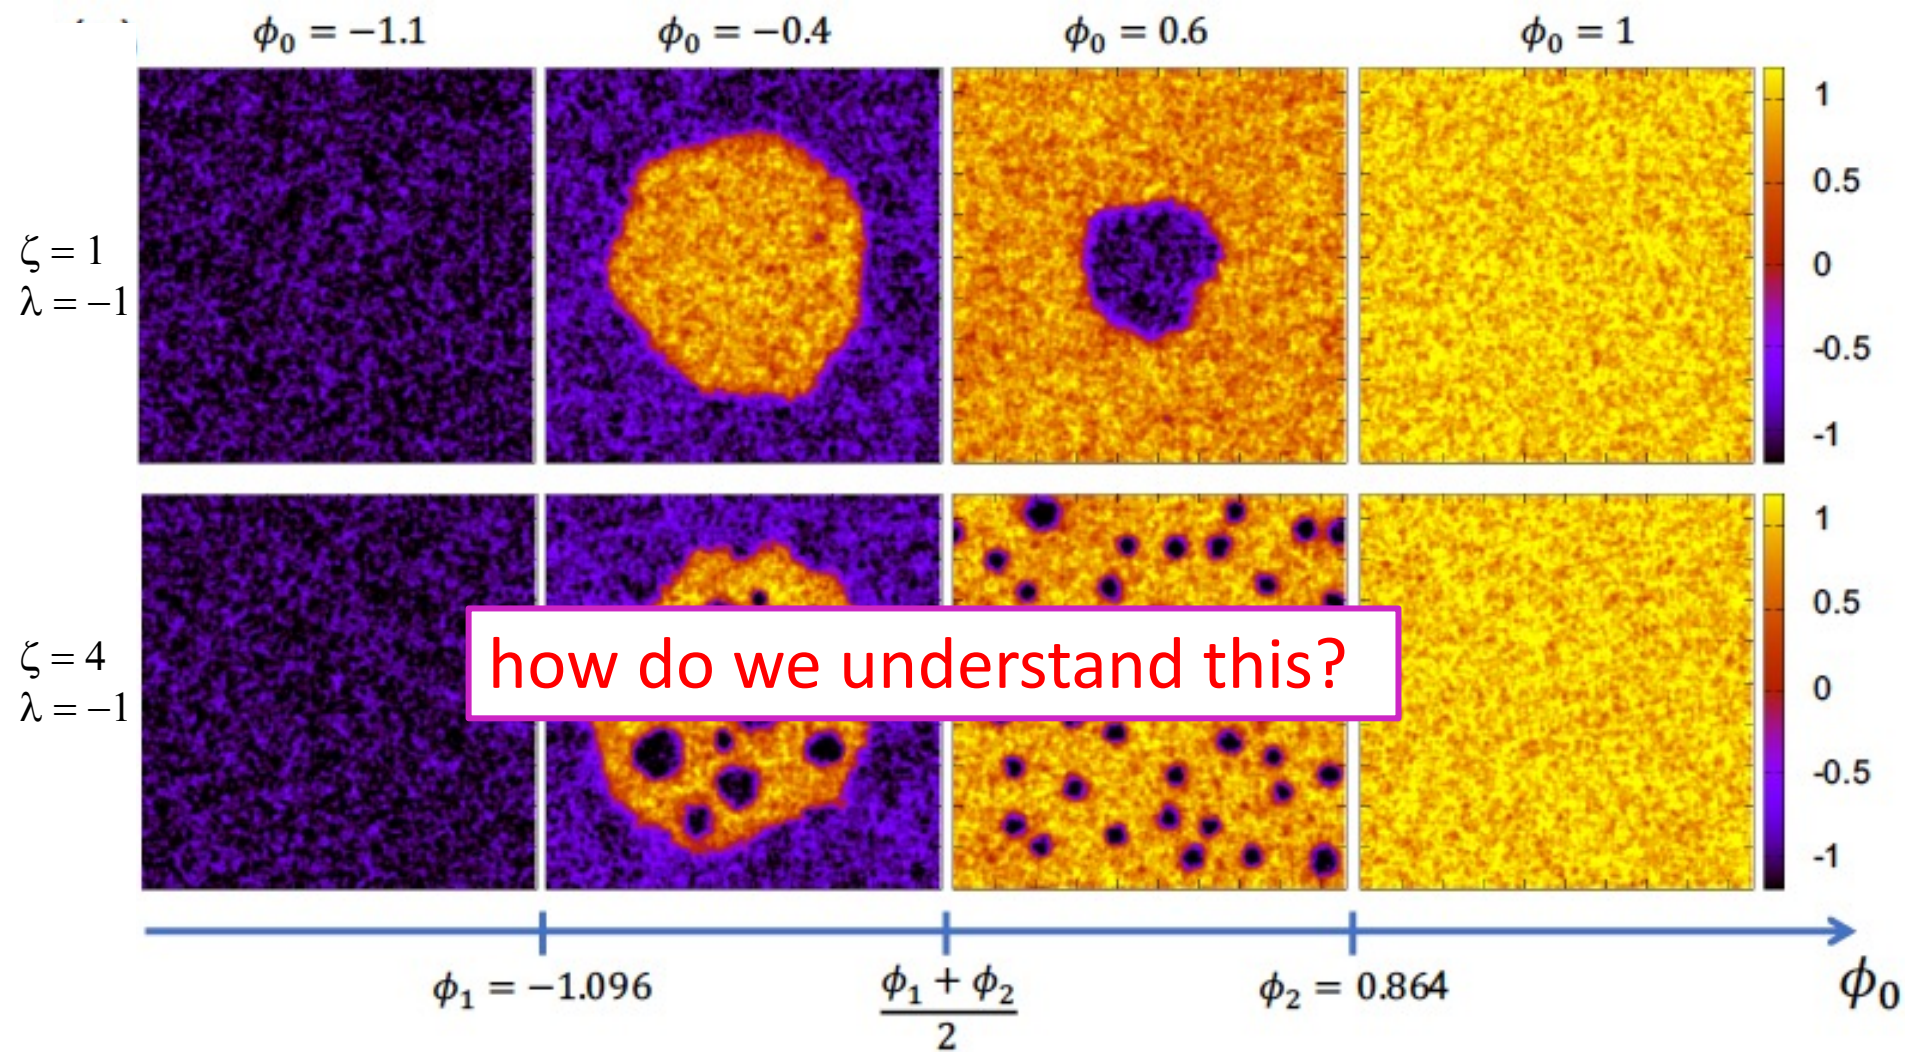 ϕ₀ = −1.1
ϕ₀ = −0.4
ϕ₀ = 0.6
ϕ₀ = 1
ζ = 1
λ = −1
1
0.5
0
-0.5
-1
ζ = 4
λ = −1
how do we understand this?
1
0.5
0
-0.5
-1
ϕ₁ = −1.096
ϕ₁ + ϕ₂
2
ϕ₂ = 0.864
ϕ₀